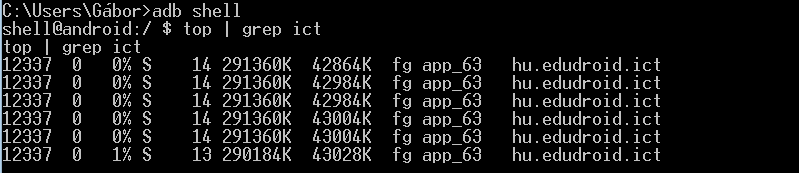 C:\Users\Gábor>adb shell
shell@android:/ $ top | grep ict
top | grep ict
12337  0   0% S    14 291360K  42864K  fg app_63   hu.edudroid.ict
12337  0   0% S    14 291360K  42984K  fg app_63   hu.edudroid.ict
12337  0   0% S    14 291360K  42984K  fg app_63   hu.edudroid.ict
12337  0   0% S    14 291360K  43004K  fg app_63   hu.edudroid.ict
12337  0   0% S    14 291360K  43004K  fg app_63   hu.edudroid.ict
12337  0   1% S    13 290184K  43028K  fg app_63   hu.edudroid.ict